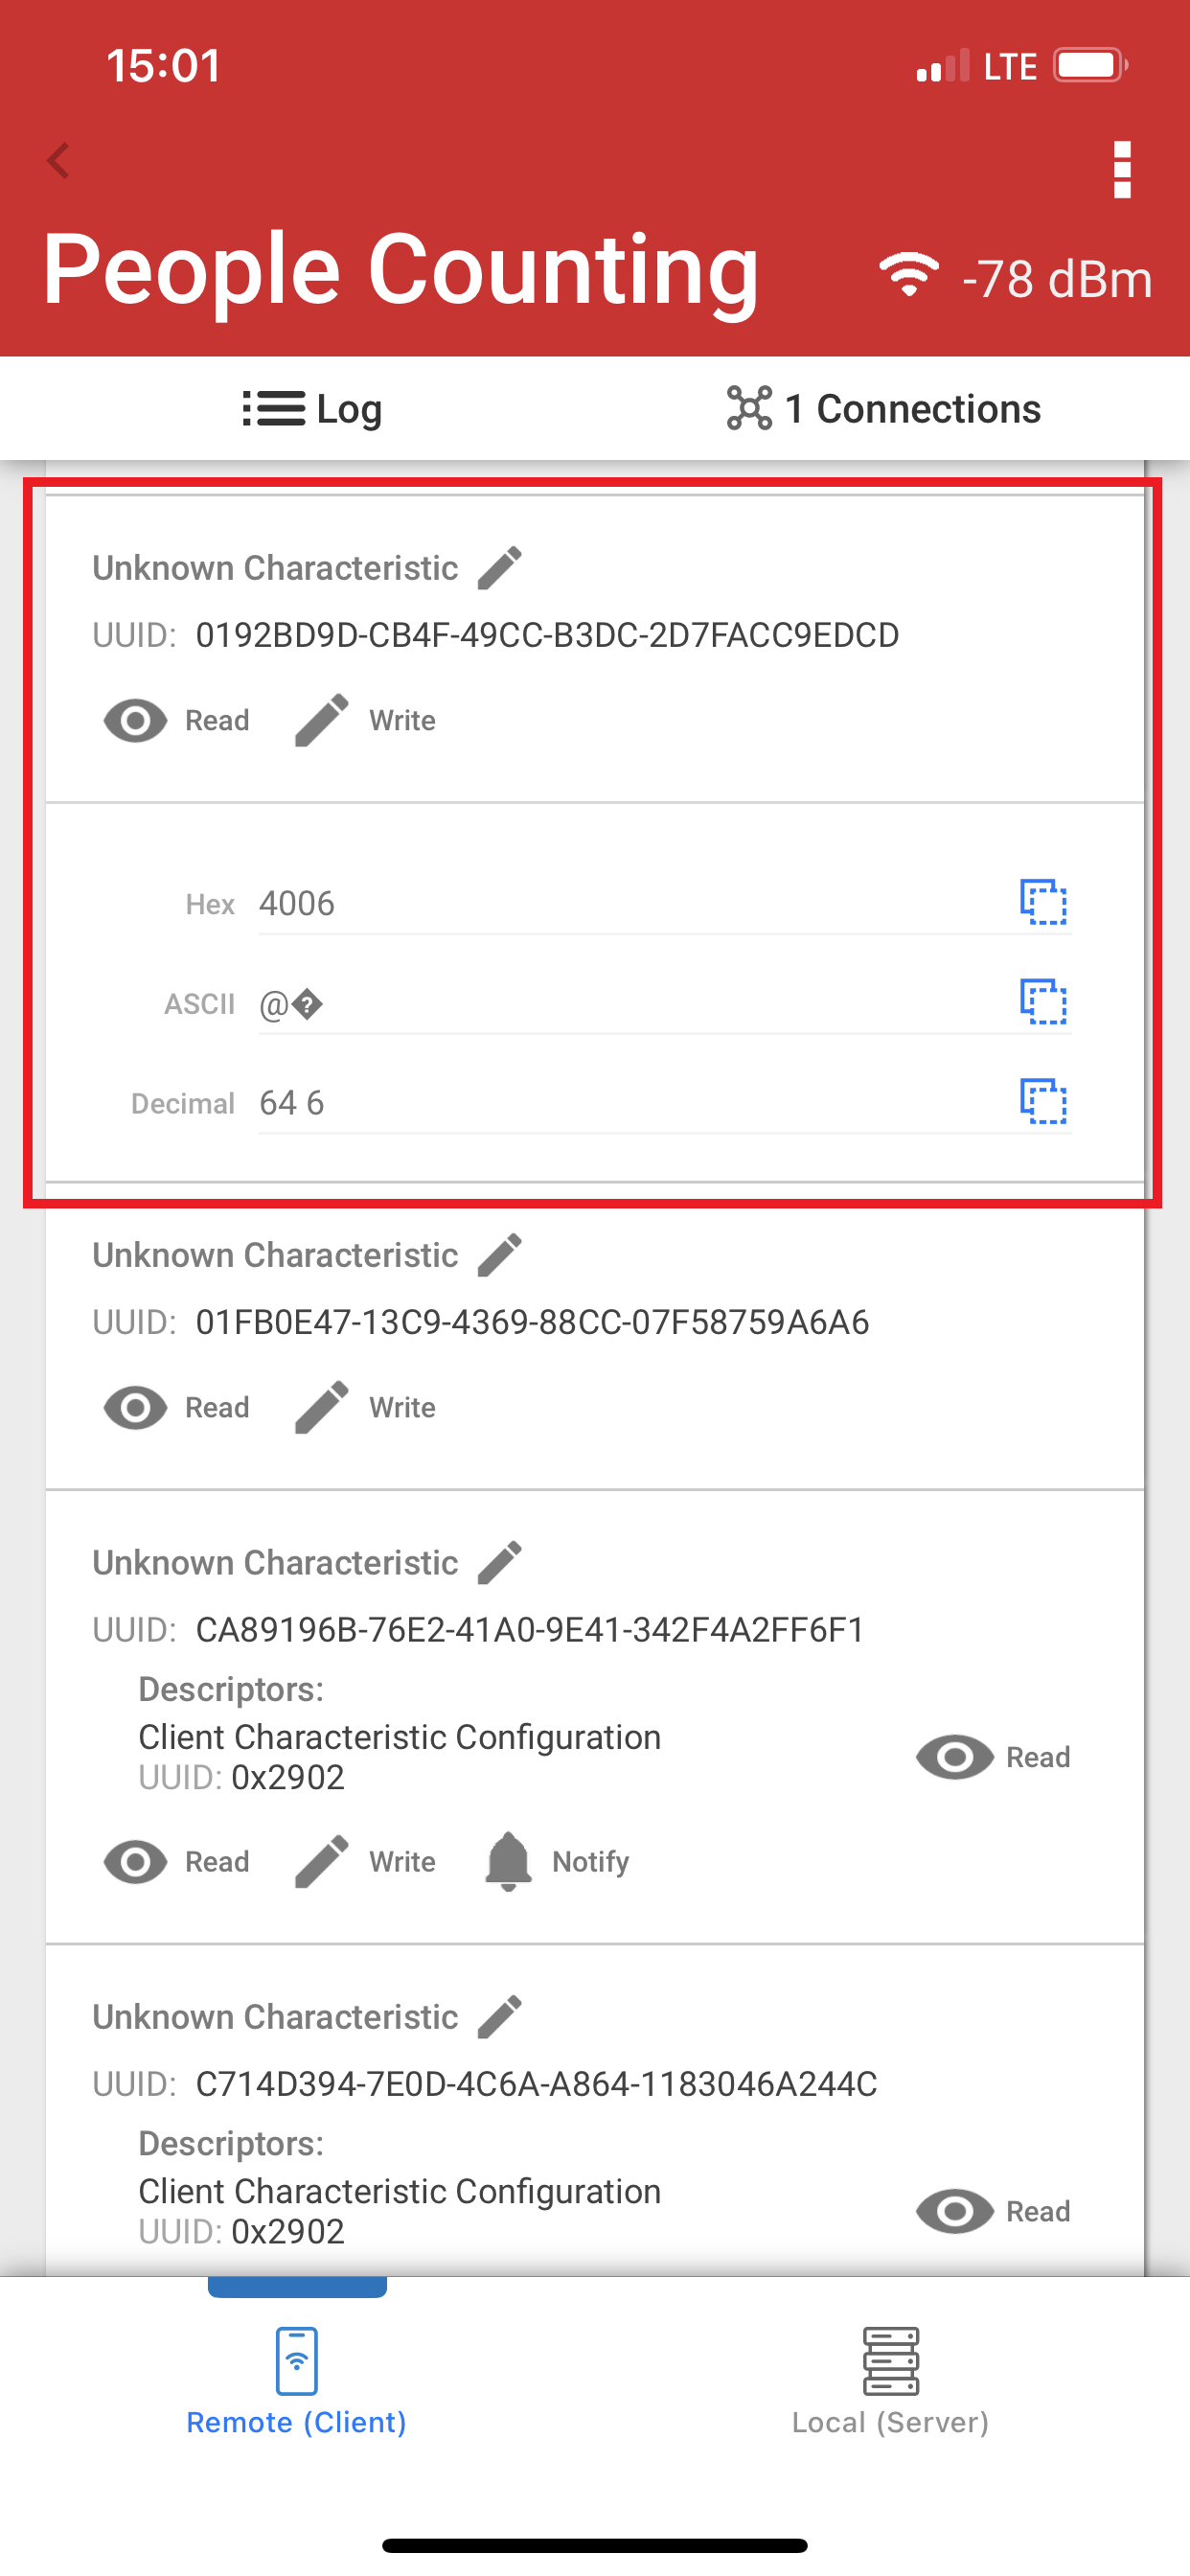 15:01 LTE
People Counting -78 dBm
Log 1 Connections
Unknown Characteristic
UUID: 0192BD9D-CB4F-49CC-B3DC-2D7FACC9EDCD
Read Write
Hex 4006
ASCII @�
Decimal 64 6
Unknown Characteristic
UUID: 01FB0E47-13C9-4369-88CC-07F58759A6A6
Read Write
Unknown Characteristic
UUID: CA89196B-76E2-41A0-9E41-342F4A2FF6F1
Descriptors:
Client Characteristic Configuration
UUID: 0x2902 Read
Read Write Notify
Unknown Characteristic
UUID: C714D394-7E0D-4C6A-A864-1183046A244C
Descriptors:
Client Characteristic Configuration
UUID: 0x2902 Read
Remote (Client) Local (Server)